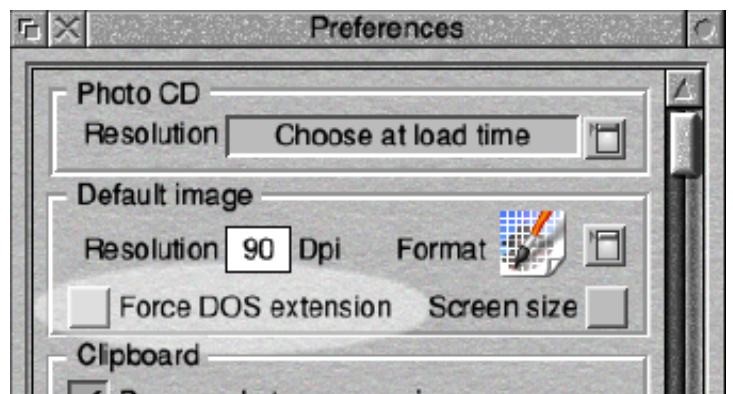 Preferences
Photo CD
Resolution Choose at load time
Default image
Resolution 90 Dpi Format
Force DOS extension Screen size
Clipboard